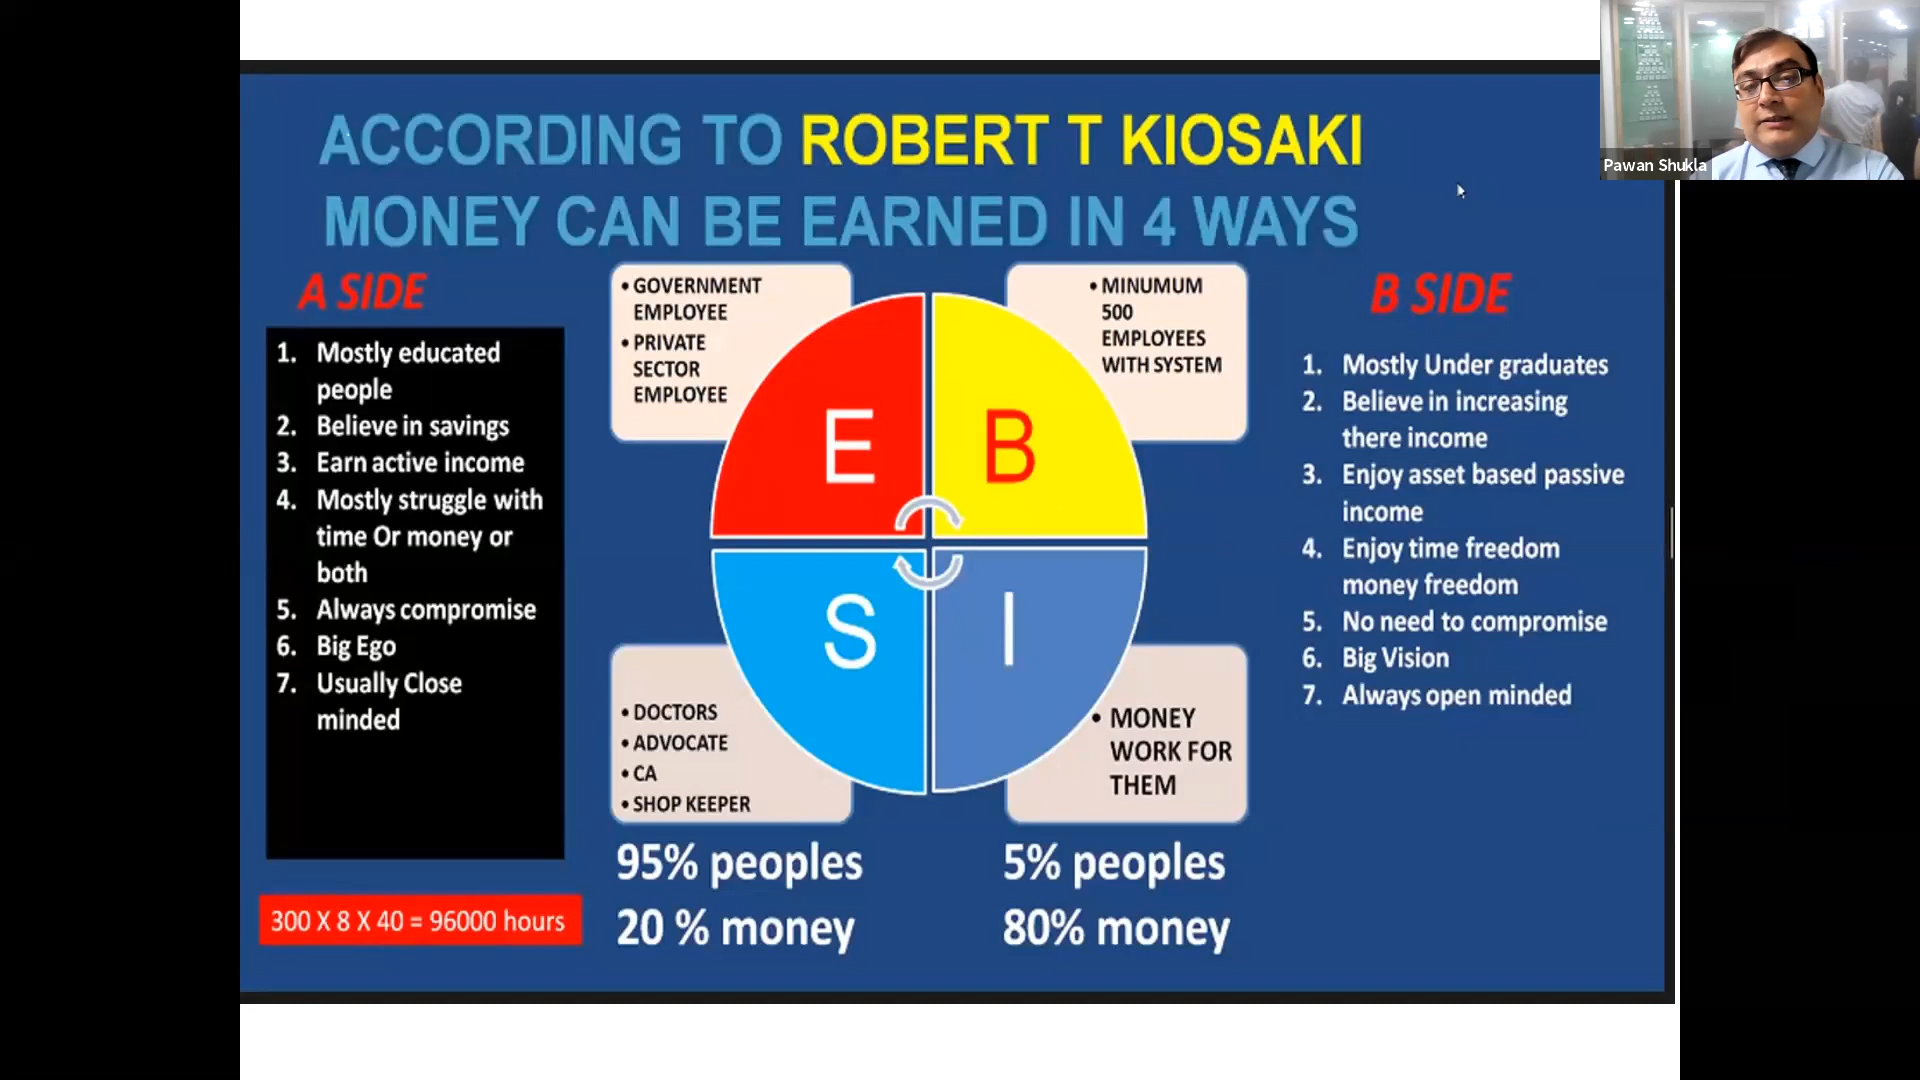 ACCORDING TO ROBERT T KIOSAKI
MONEY CAN BE EARNED IN 4 WAYS
Pawan Shukla
A SIDE
1. Mostly educated
people
2. Believe in savings
3. Earn active income
4. Mostly struggle with
time Or money or
both
5. Always compromise
6. Big Ego
7. Usually Close
minded
300 X 8 X 40 = 96000 hours
• GOVERNMENT
EMPLOYEE
• PRIVATE
SECTOR
EMPLOYEE
E
B
• MINUMUM
500
EMPLOYEES
WITH SYSTEM
S
I
• DOCTORS
• ADVOCATE
• CA
• SHOP KEEPER
• MONEY
WORK FOR
THEM
95% peoples
20 % money
5% peoples
80% money
B SIDE
1. Mostly Under graduates
2. Believe in increasing
there income
3. Enjoy asset based passive
income
4. Enjoy time freedom
money freedom
5. No need to compromise
6. Big Vision
7. Always open minded